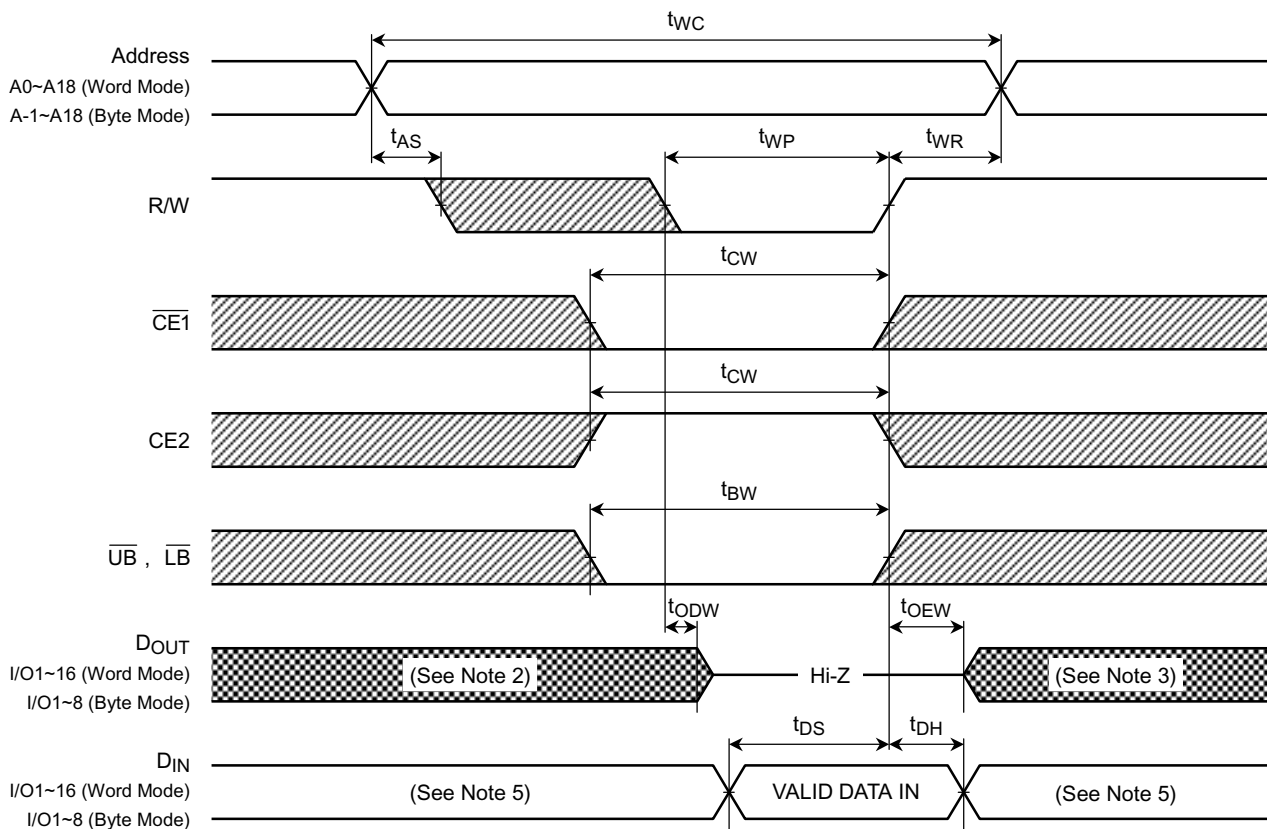 tWC
Address
A0~A18 (Word Mode)
A-1~A18 (Byte Mode)
tAS
tWP
tWR
R/W
tCW
CE1
tCW
CE2
tBW
UB , LB
tODW
tOEW
DOUT
I/O1~16 (Word Mode)
I/O1~8 (Byte Mode)
(See Note 2)
Hi-Z
(See Note 3)
tDS
tDH
DIN
I/O1~16 (Word Mode)
I/O1~8 (Byte Mode)
(See Note 5)
VALID DATA IN
(See Note 5)